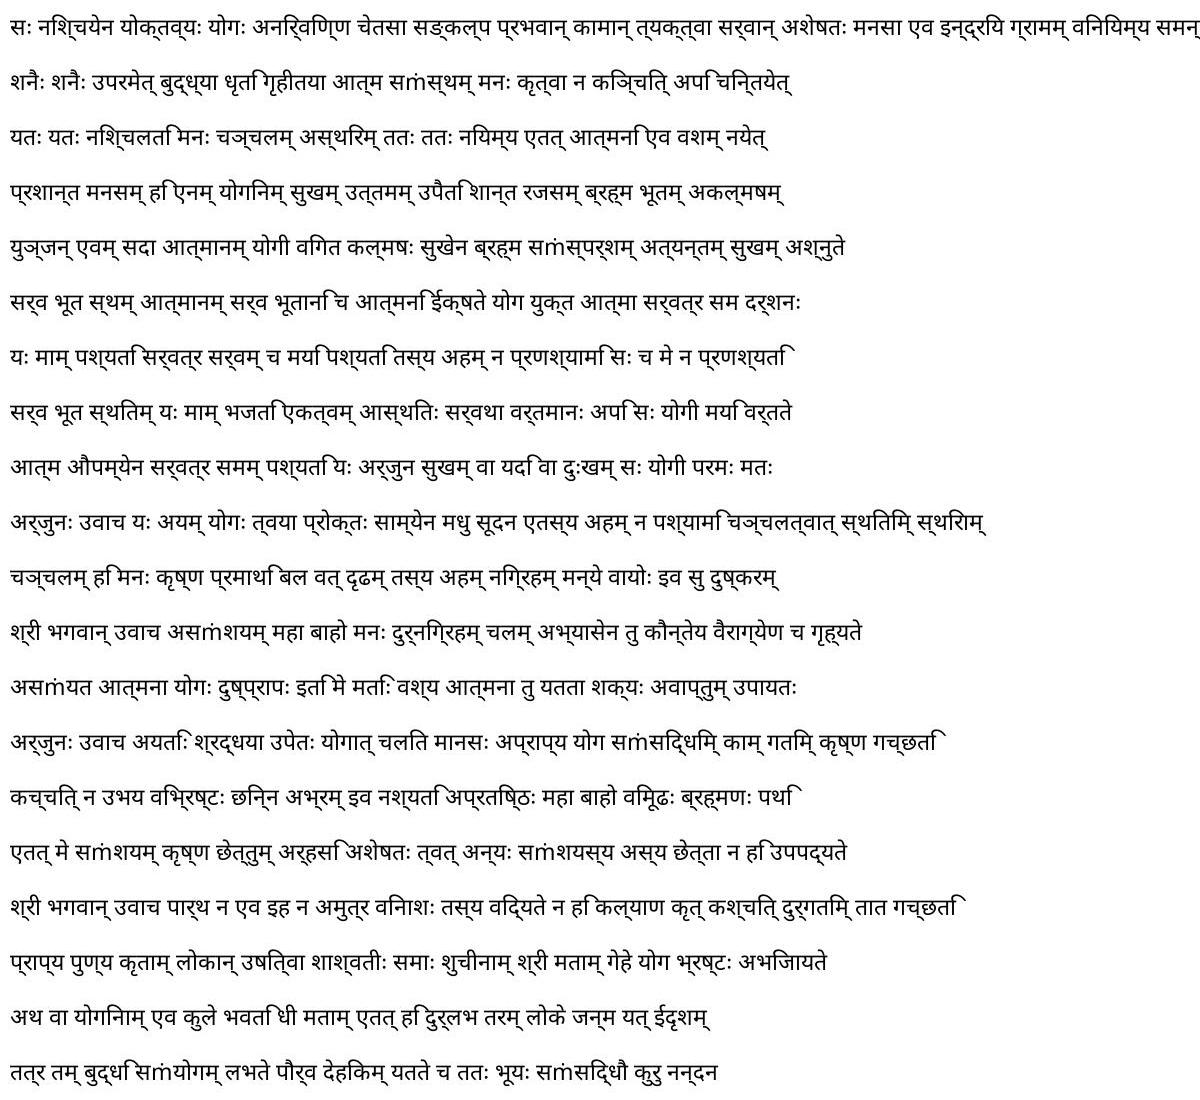 सः निश्चयेन योक्तव्यः योगः अनिर्विण्ण चेतसा सङ्कल्प प्रभवान् कामान् त्यक्त्वा सर्वान् अशेषतः मनसा एव इन्द्रिय ग्रामम् विनियम्य समन्
शनैः शनैः उपरमेत् बुद्ध्या धृति गृहीतया आत्म सṁस्थम् मनः कृत्वा न किञ्चित् अपि चिन्तयेत्
यतः यतः निश्चलति मनः चञ्चलम् अस्थिरम् ततः ततः नियम्य एतत् आत्मनि एव वशम् नयेत्
प्रशान्त मनसम् हि एनम् योगिनम् सुखम् उत्तमम् उपैति शान्त रजसम् ब्रह्म भूतम् अकल्मषम्
युञ्जन् एवम् सदा आत्मानम् योगी विगत कल्मषः सुखेन ब्रह्म सṁस्पर्शम् अत्यन्तम् सुखम् अश्नुते
सर्व भूत स्थम् आत्मानम् सर्व भूतानि च आत्मनि ईक्षते योग युक्त आत्मा सर्वत्र सम दर्शनः
यः माम् पश्यति सर्वत्र सर्वम् च मयि पश्यति तस्य अहम् न प्रणश्यामि सः च मे न प्रणश्यति
सर्व भूत स्थितम् यः माम् भजति एकत्वम् आस्थितः सर्वथा वर्तमानः अपि सः योगी मयि वर्तते
आत्म औपम्येन सर्वत्र समम् पश्यति यः अर्जुन सुखम् वा यदि वा दुःखम् सः योगी परमः मतः
अर्जुनः उवाच यः अयम् योगः त्वया प्रोक्तः साम्येन मधु सूदन एतस्य अहम् न पश्यामि चञ्चलत्वात् स्थितिम् स्थिराम्
चञ्चलम् हि मनः कृष्ण प्रमाथि बल वत् दृढम् तस्य अहम् निग्रहम् मन्ये वायोः इव सु दुष्करम्
श्री भगवान् उवाच असṁशयम् महा बाहो मनः दुर्निग्रहम् चलम् अभ्यासेन तु कौन्तेय वैराग्येण च गृह्यते
असṁयत आत्मना योगः दुष्प्रापः इति मे मतिः वश्य आत्मना तु यतता शक्यः अवाप्तुम् उपायतः
अर्जुनः उवाच अयतिः श्रद्धया उपेतः योगात् चलित मानसः अप्राप्य योग सṁसिद्धिम् काम् गतिम् कृष्ण गच्छति
कच्चित् न उभय विभ्रष्टः छिन्न अभ्रम् इव नश्यति अप्रतिष्ठः महा बाहो विमूढः ब्रह्मणः पथि
एतत् मे सṁशयम् कृष्ण छेत्तुम् अर्हसि अशेषतः त्वत् अन्यः सṁशयस्य अस्य छेत्ता न हि उपपद्यते
श्री भगवान् उवाच पार्थ न एव इह न अमुत्र विनाशः तस्य विद्यते न हि कल्याण कृत् कश्चित् दुर्गतिम् तात गच्छति
प्राप्य पुण्य कृताम् लोकान् उषित्वा शाश्वतीः समाः शुचीनाम् श्री मताम् गेहे योग भ्रष्टः अभिजायते
अथ वा योगिनाम् एव कुले भवति धी मताम् एतत् हि दुर्लभ तरम् लोके जन्म यत् ईदृशम्
तत्र तम् बुद्धि सṁयोगम् लभते पौर्व देहिकम् यतते च ततः भूयः सṁसिद्धौ कुरु नन्दन